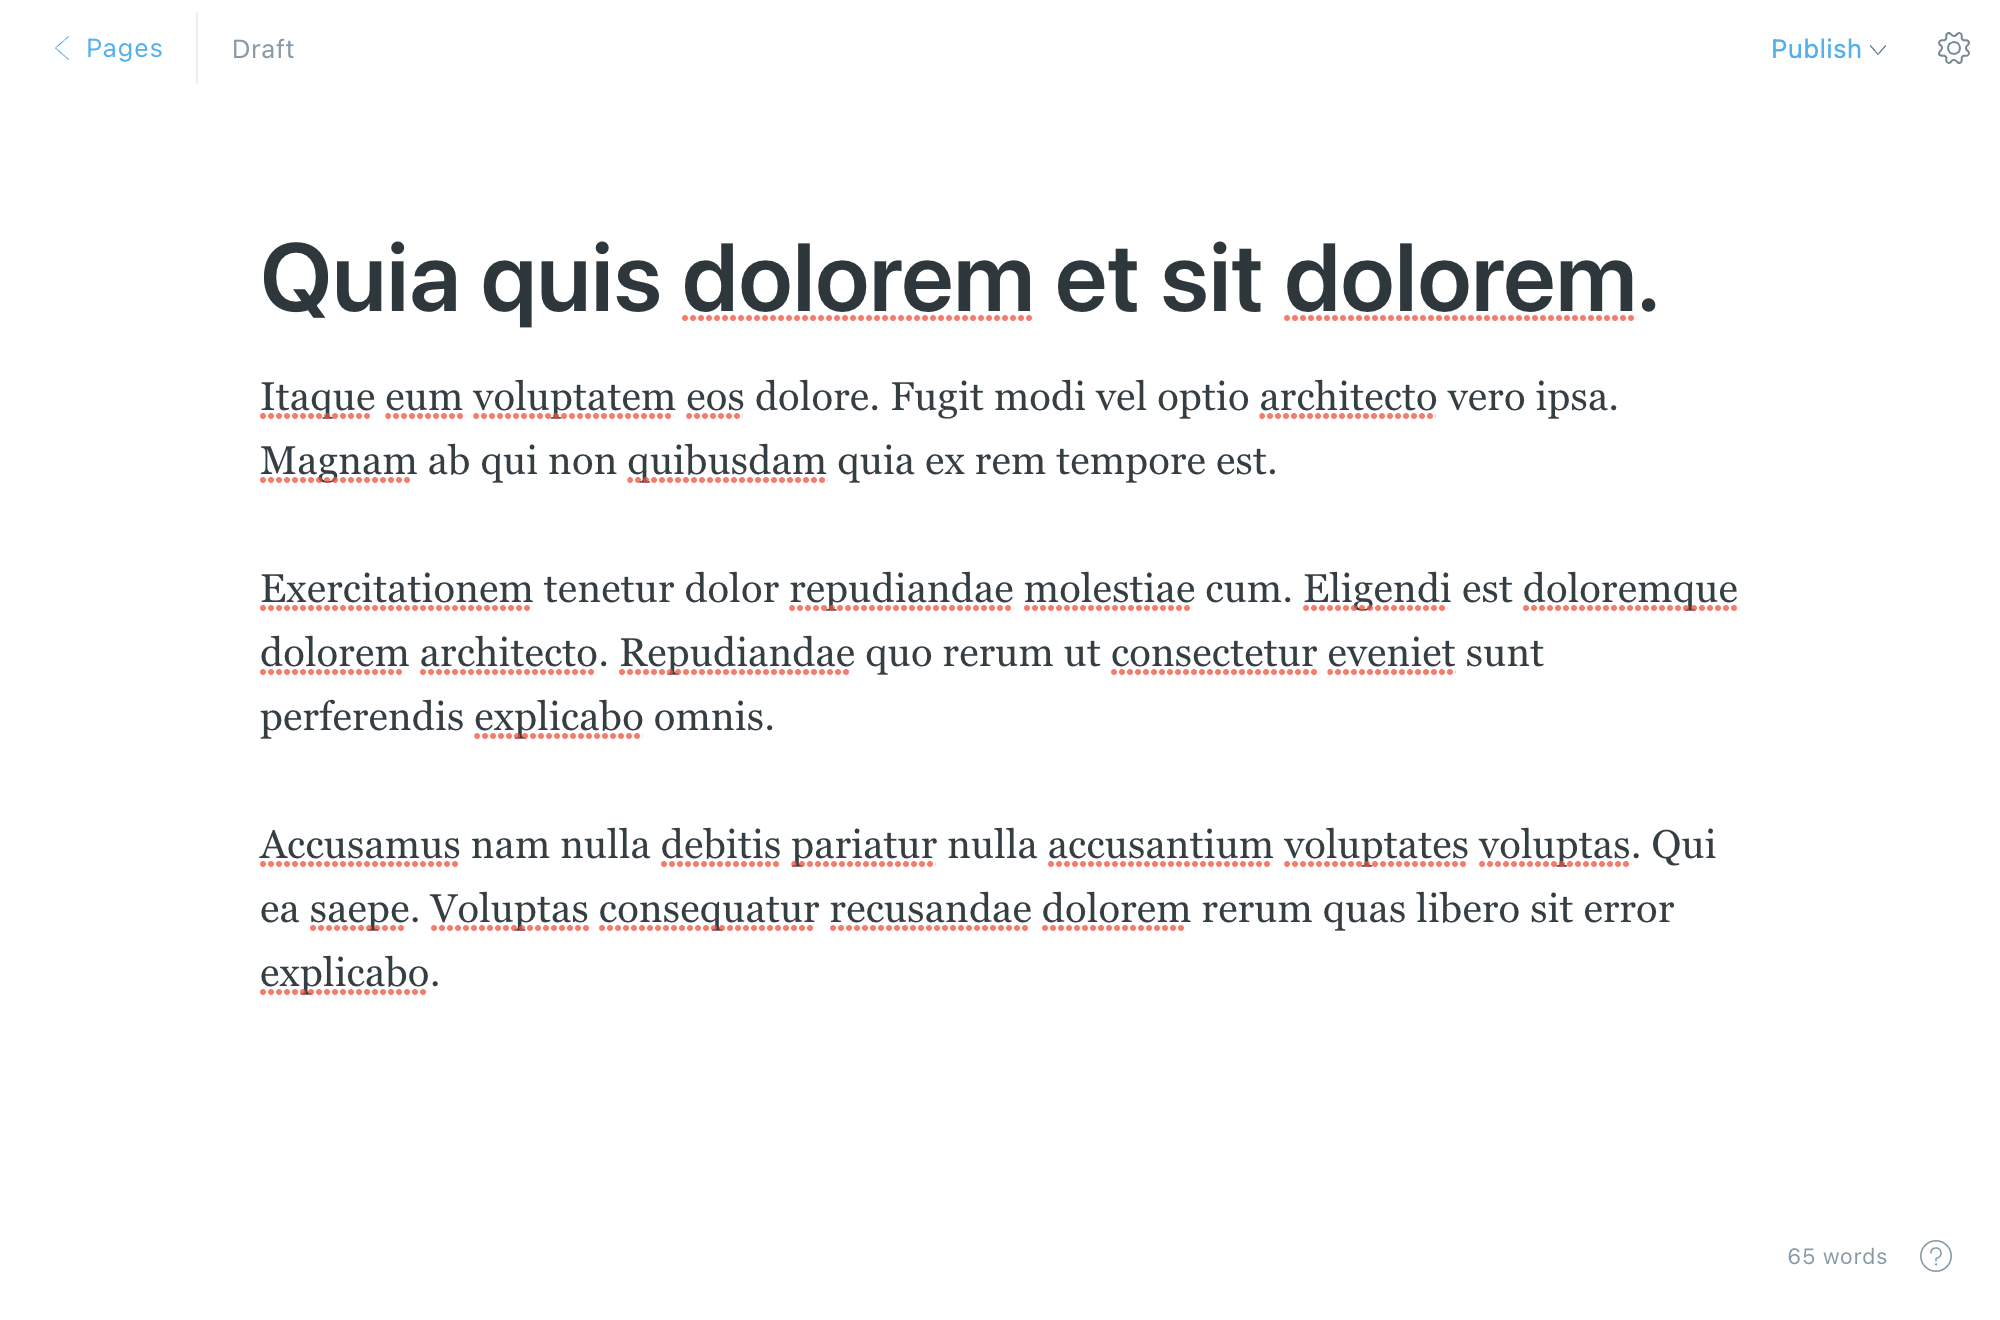 Pages
Draft
Publish
Quia quis dolorem et sit dolorem.
Itaque eum voluptatem eos dolore. Fugit modi vel optio architecto vero ipsa.
Magnam ab qui non quibusdam quia ex rem tempore est.
Exercitationem tenetur dolor repudiandae molestiae cum. Eligendi est doloremque
dolorem architecto. Repudiandae quo rerum ut consectetur eveniet sunt
perferendis explicabo omnis.
Accusamus nam nulla debitis pariatur nulla accusantium voluptates voluptas. Qui
ea saepe. Voluptas consequatur recusandae dolorem rerum quas libero sit error
explicabo.
65 words
?